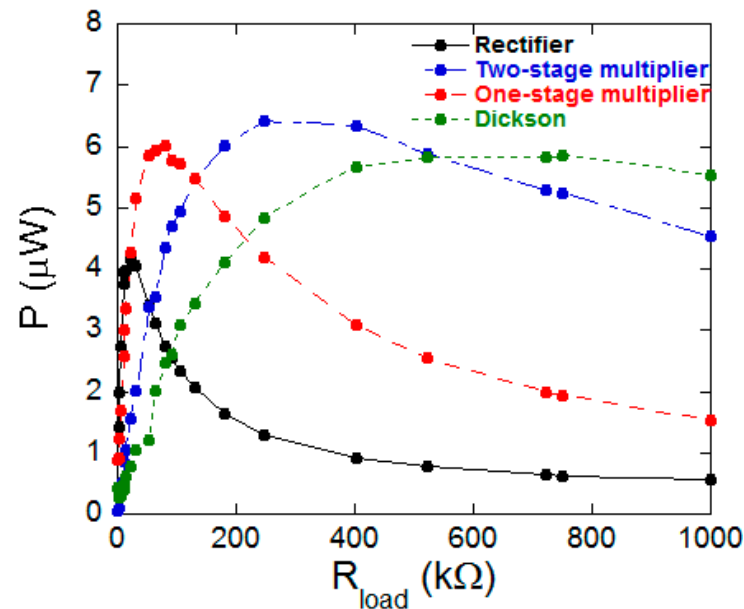 8
7
6
5
4
3
2
1
0
P (μW)
Rectifier
Two-stage multiplier
One-stage multiplier
Dickson
0 200 400 600 800 1000
R_load (kΩ)